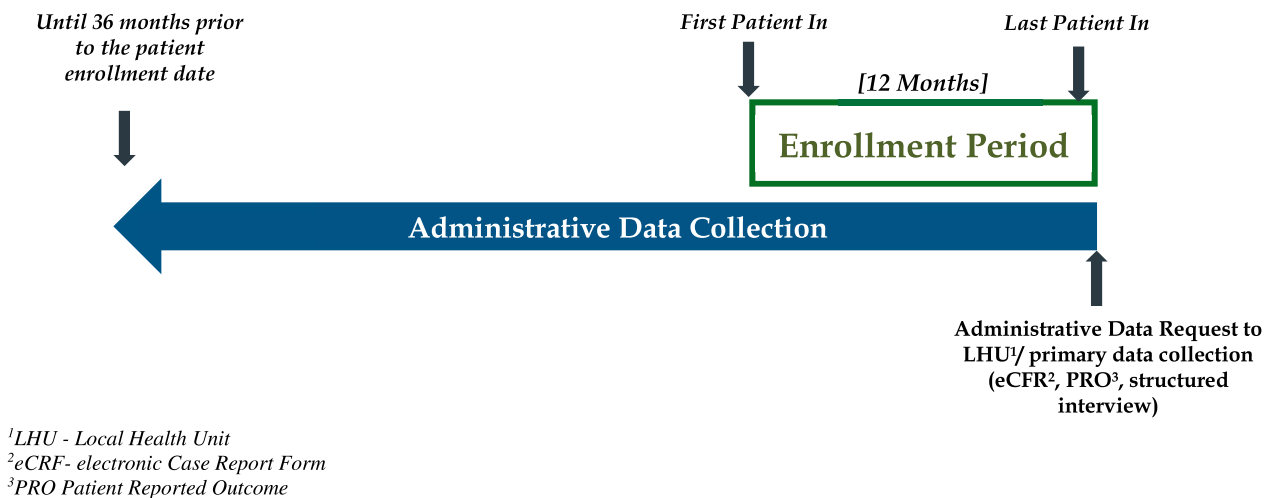 Until 36 months prior
to the patient
enrollment date
First Patient In
Last Patient In
[12 Months]
Enrollment Period
Administrative Data Collection
Administrative Data Request to
LHU¹/ primary data collection
(eCFR², PRO³, structured
interview)
¹LHU - Local Health Unit
²eCRF- electronic Case Report Form
³PRO Patient Reported Outcome